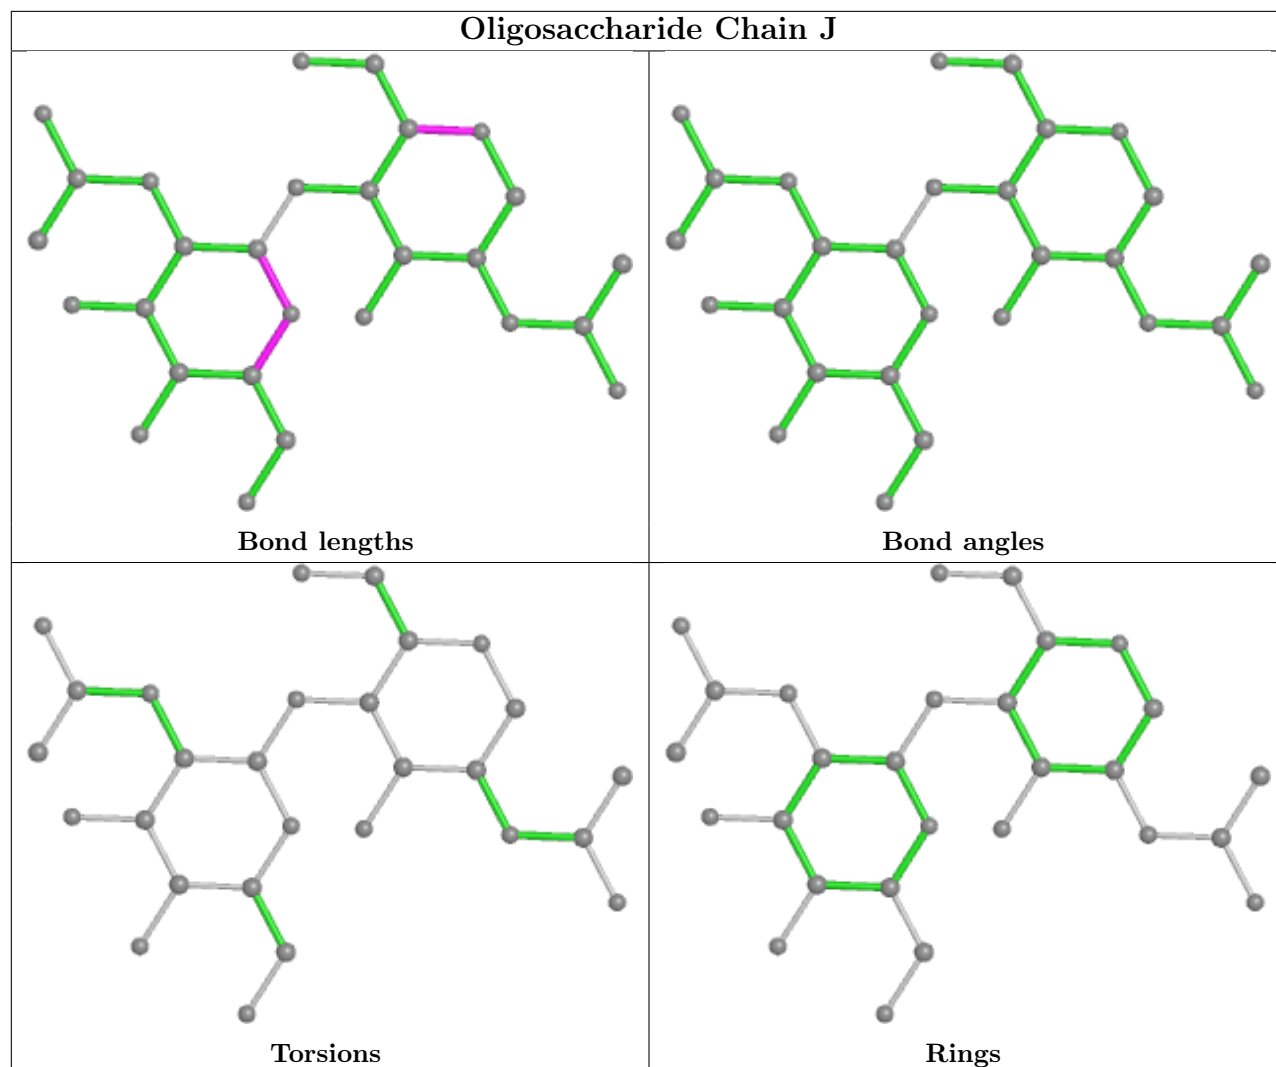 Oligosaccharide Chain J
Bond lengths
Bond angles
Torsions
Rings